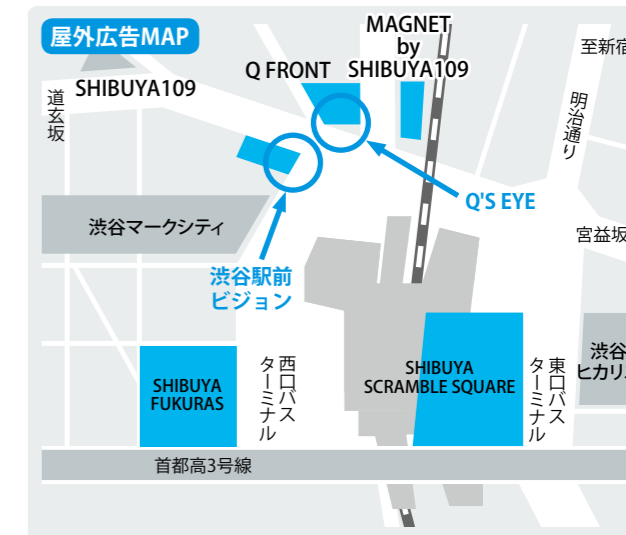 屋外広告MAP
MAGNET
by
SHIBUYA109
Q FRONT
SHIBUYA109
至新宿
道玄坂
明治通り
Q'S EYE
渋谷マークシティ
宮益坂
渋谷駅前
ビジョン
SHIBUYA
FUKURAS
西口バス
ターミナル
SHIBUYA
SCRAMBLE SQUARE
東口バス
ターミナル
渋谷
ヒカリ
首都高3号線